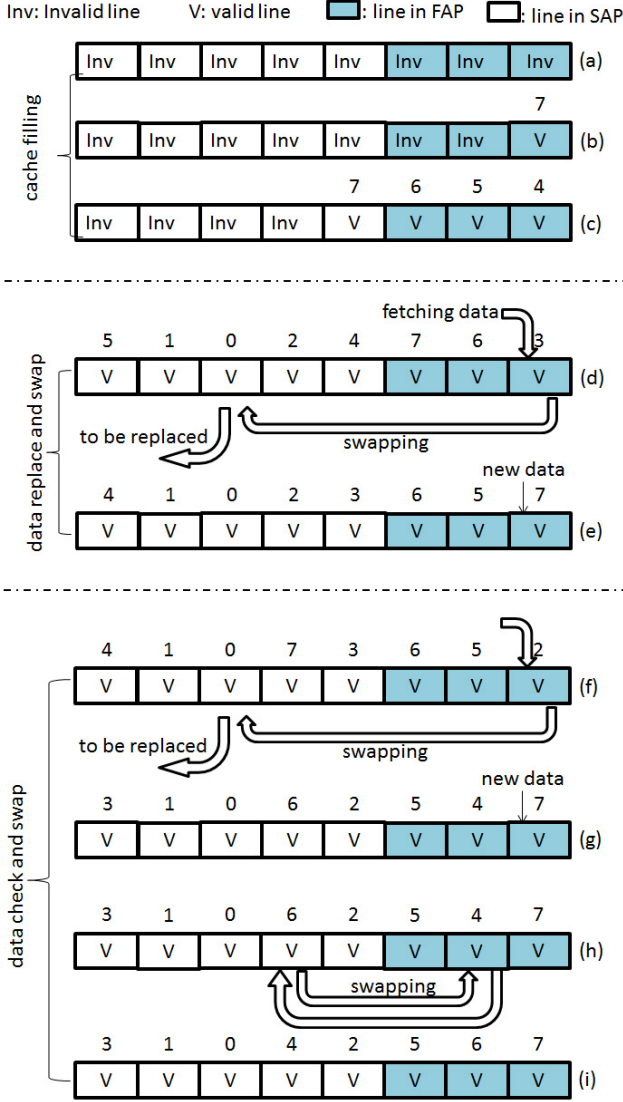 Inv: Invalid line V: valid line : line in FAP : line in SAP
Inv Inv Inv Inv Inv Inv Inv Inv (a)
7
Inv Inv Inv Inv Inv Inv Inv V (b)
7 6 5 4
Inv Inv Inv Inv V V V V (c)
cache filling
fetching data
5 1 0 2 4 7 6 3
V V V V V V V V (d)
to be replaced
swapping
new data
4 1 0 2 3 6 5 7
V V V V V V V V (e)
data replace and swap
4 1 0 7 3 6 5 2
V V V V V V V V (f)
to be replaced
swapping
new data
3 1 0 6 2 5 4 7
V V V V V V V V (g)
3 1 0 6 2 5 4 7
V V V V V V V V (h)
swapping
3 1 0 4 2 5 6 7
V V V V V V V V (i)
data check and swap